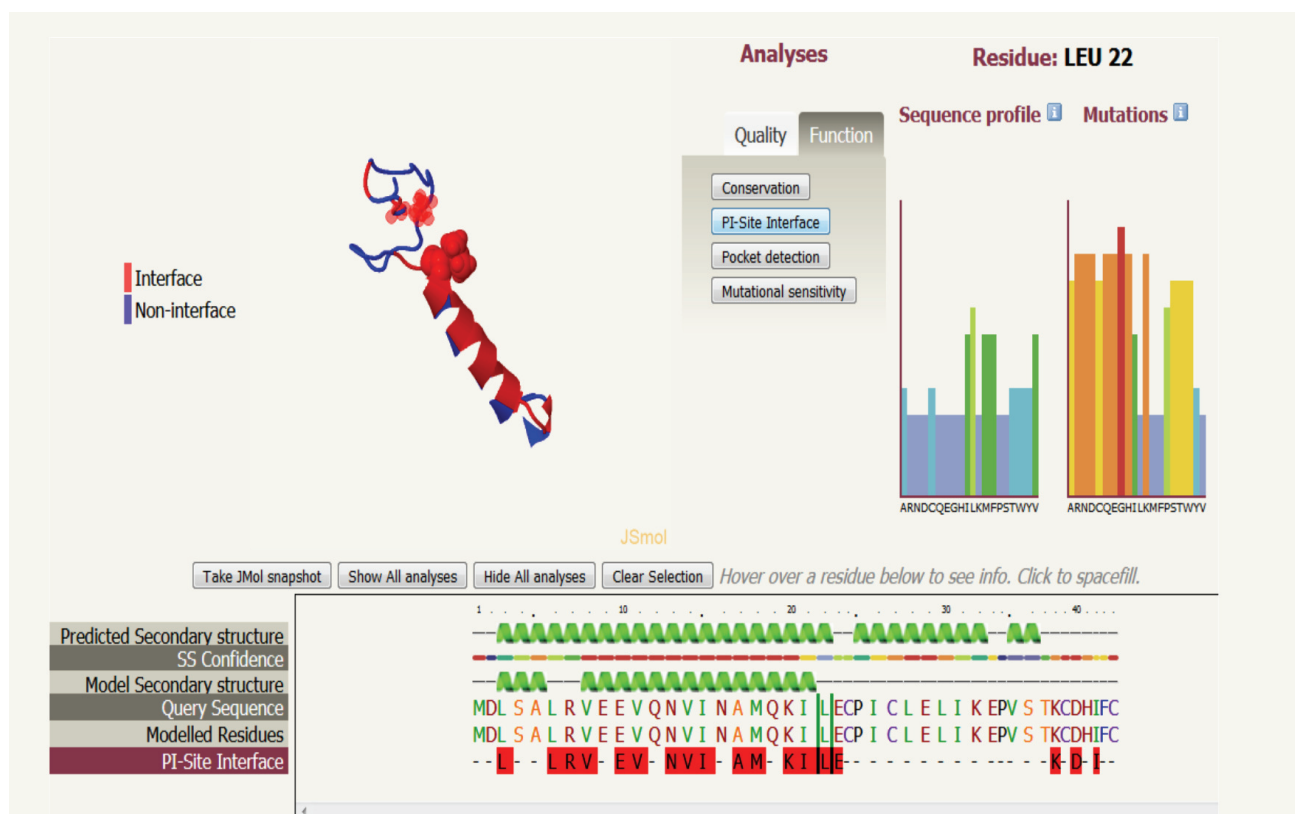 Analyses
Residue: LEU 22
Sequence profile i Mutations i
Quality Function
Conservation
PI-Site Interface
Pocket detection
Mutational sensitivity
Interface
Non-interface
ARNDCQEGHILKMFPSTWYV ARNDCQEGHILKMFPSTWYV
JSmol
Take JMol snapshot Show All analyses Hide All analyses Clear Selection Hover over a residue below to see info. Click to spacefill.
1 . . . . . . . . 10 . . . . . . . . . 20 . . . . . . . . . 30 . . . . . . . . . 40 . . . .
Predicted Secondary structure
SS Confidence
Model Secondary structure
Query Sequence MDLSALRVEEVQNVINAMQKILECPICLELIKEPVSTKCDHIFC
Modelled Residues MDLSALRVEEVQNVINAMQKILECPICLELIKEPVSTKCDHIFC
PI-Site Interface --L--LRV-EV-NVI-AM-KILE--------------K-D-I--